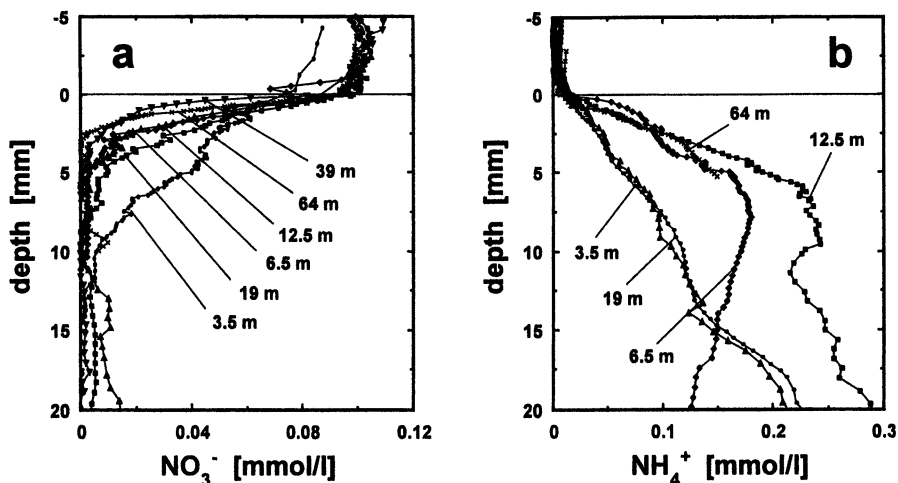 a
-5
0
5
10
15
20
depth [mm]
39 m
64 m
12.5 m
6.5 m
19 m
3.5 m
0
0.04
0.08
0.12
NO₃⁻ [mmol/l]
b
-5
0
5
10
15
20
depth [mm]
64 m
12.5 m
3.5 m
19 m
6.5 m
0
0.1
0.2
0.3
NH₄⁺ [mmol/l]